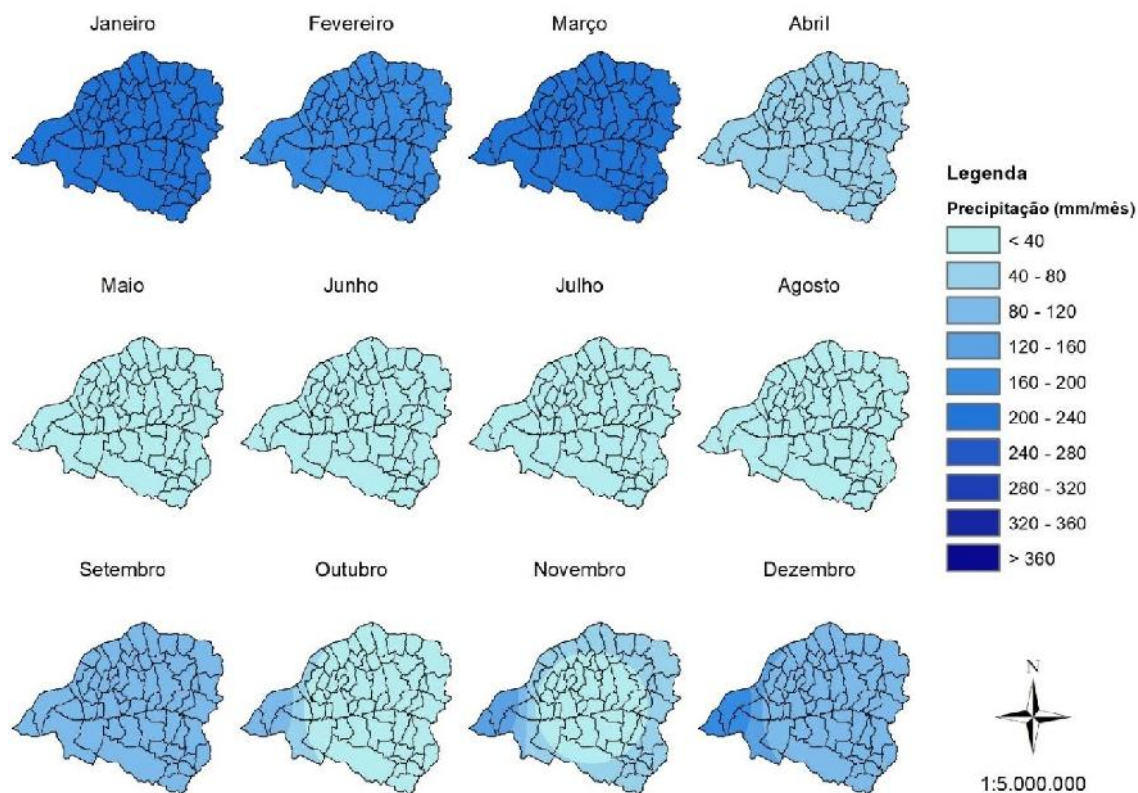 Janeiro
Fevereiro
Março
Abril
Legenda
Precipitação (mm/mês)
< 40
40 - 80
80 - 120
120 - 160
160 - 200
200 - 240
240 - 280
280 - 320
320 - 360
> 360
Maio
Junho
Julho
Agosto
Setembro
Outubro
Novembro
Dezembro
N
1:5.000.000